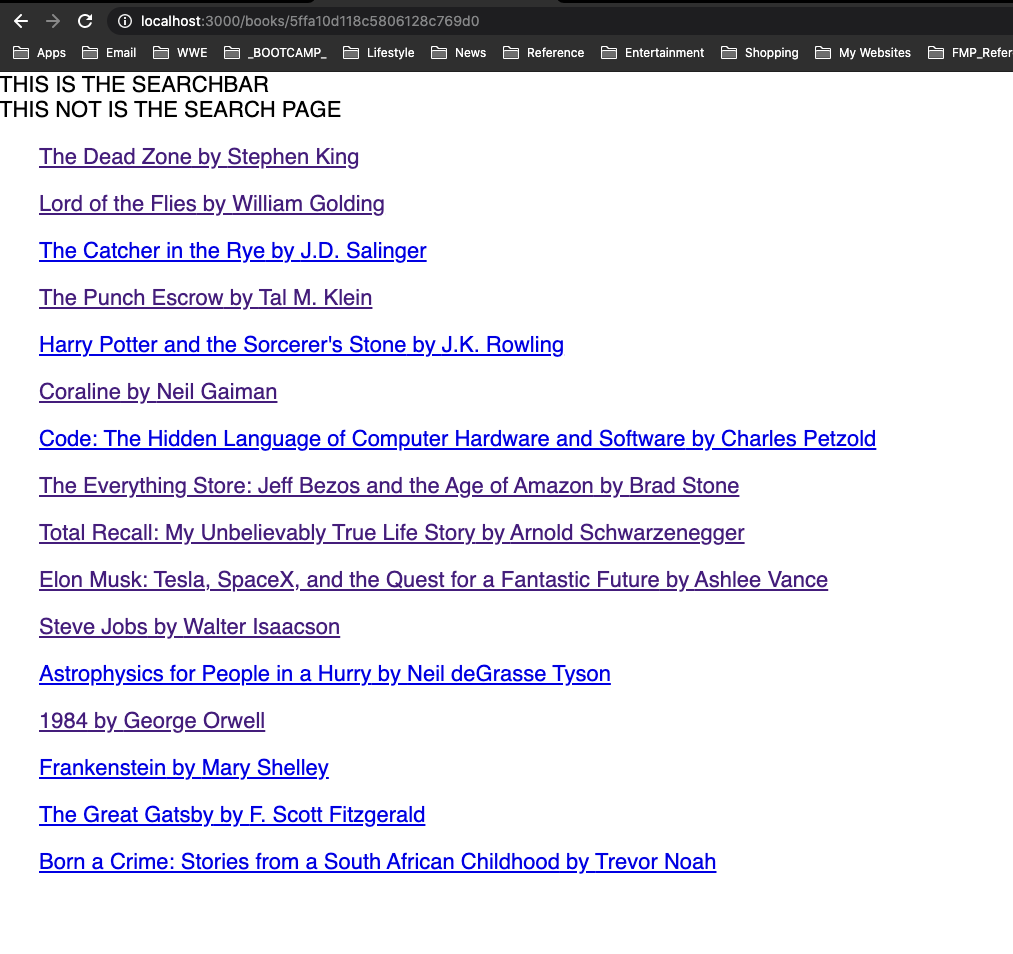 localhost:3000/books/5ffa10d118c5806128c769d0
Apps Email WWE _BOOTCAMP_ Lifestyle News Reference Entertainment Shopping My Websites FMP_Refer
THIS IS THE SEARCHBAR
THIS NOT IS THE SEARCH PAGE
The Dead Zone by Stephen King
Lord of the Flies by William Golding
The Catcher in the Rye by J.D. Salinger
The Punch Escrow by Tal M. Klein
Harry Potter and the Sorcerer's Stone by J.K. Rowling
Coraline by Neil Gaiman
Code: The Hidden Language of Computer Hardware and Software by Charles Petzold
The Everything Store: Jeff Bezos and the Age of Amazon by Brad Stone
Total Recall: My Unbelievably True Life Story by Arnold Schwarzenegger
Elon Musk: Tesla, SpaceX, and the Quest for a Fantastic Future by Ashlee Vance
Steve Jobs by Walter Isaacson
Astrophysics for People in a Hurry by Neil deGrasse Tyson
1984 by George Orwell
Frankenstein by Mary Shelley
The Great Gatsby by F. Scott Fitzgerald
Born a Crime: Stories from a South African Childhood by Trevor Noah